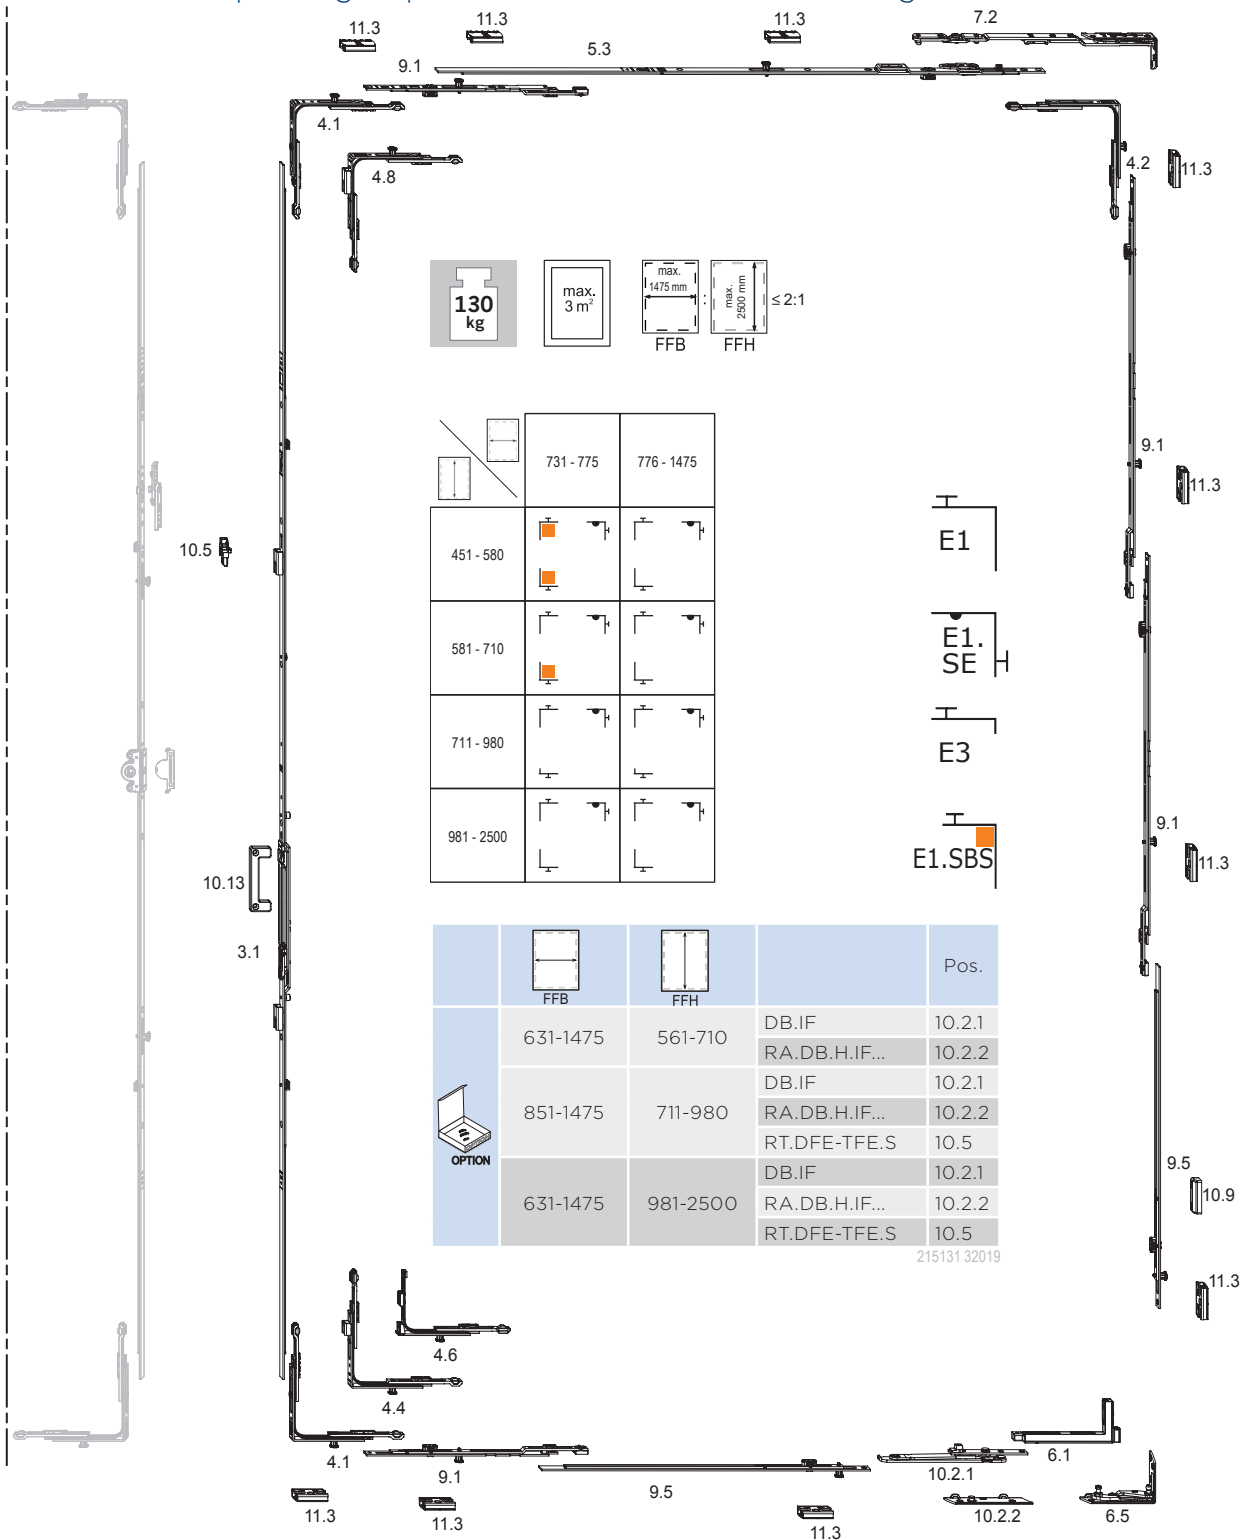 11.3
11.3
11.3
7.2
5.3
9.1
4.1
4.8
4.2
11.3
130
kg
max.
3 m²
max.
1475 mm
FFB
:
max.
2500 mm
FFH
≤ 2:1
9.1
11.3
731 - 775
776 - 1475
451 - 580
581 - 710
711 - 980
981 - 2500
E1
E1.
SE
E3
E1.SBS
10.5
10.13
3.1
9.1
11.3
FFB
FFH
Pos.
OPTION
631-1475
561-710
DB.IF
10.2.1
RA.DB.H.IF...
10.2.2
851-1475
711-980
DB.IF
10.2.1
RA.DB.H.IF...
10.2.2
RT.DFE-TFE.S
10.5
631-1475
981-2500
DB.IF
10.2.1
RA.DB.H.IF...
10.2.2
RT.DFE-TFE.S
10.5
215131 32019
9.5
10.9
11.3
4.6
4.4
4.1
9.1
9.5
10.2.1
6.1
11.3
11.3
11.3
10.2.2
6.5